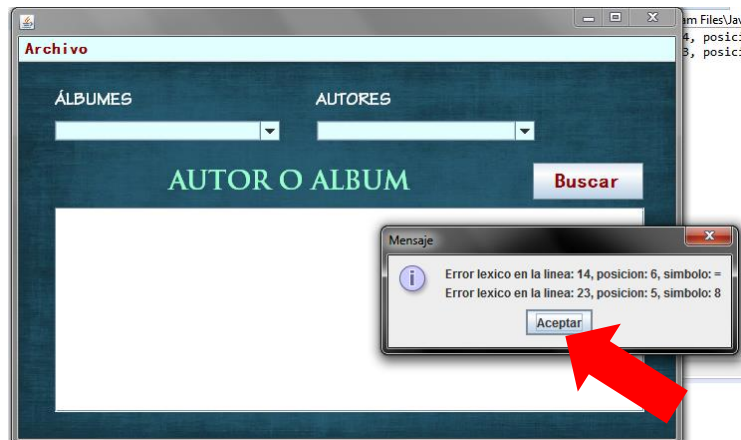 am Files\Jav
Archivo
4, posici
3, posici
ÁLBUMES AUTORES
AUTOR O ALBUM Buscar
Mensaje
Error lexico en la linea: 14, posicion: 6, simbolo: =
Error lexico en la linea: 23, posicion: 5, simbolo: 8
Aceptar